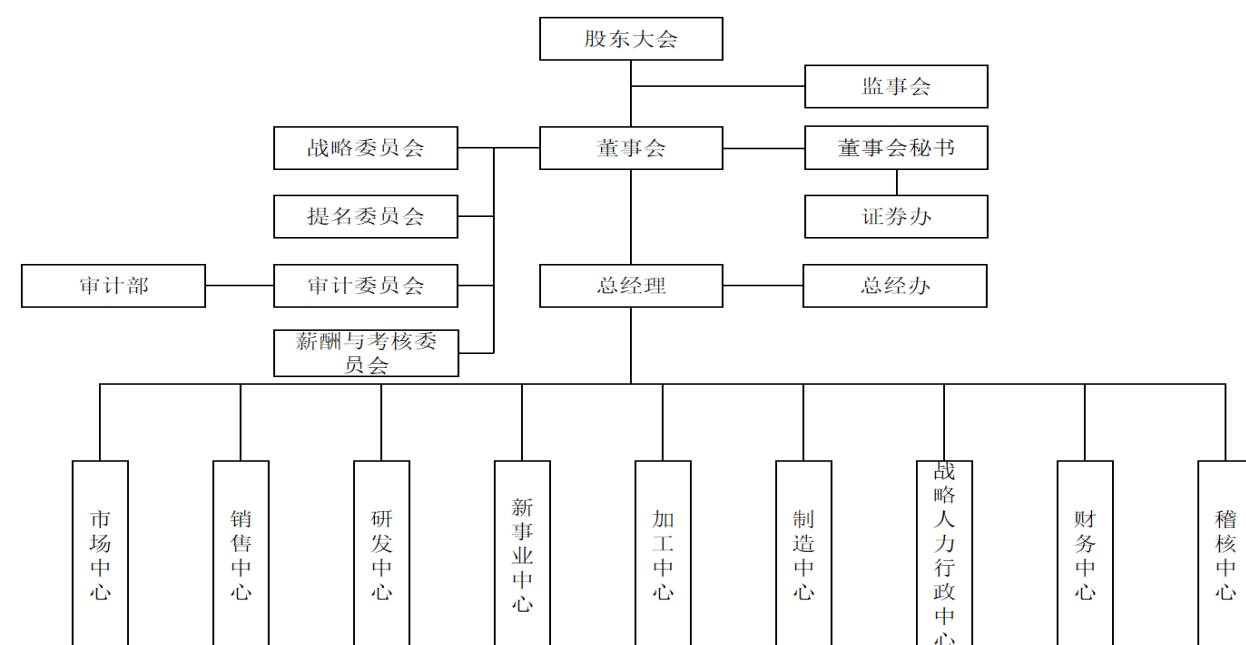 股东大会
监事会
战略委员会
董事会
董事会秘书
提名委员会
证券办
审计部
审计委员会
总经理
总经办
薪酬与考核委
员会
市场中心
销售中心
研发中心
新事业中心
加工中心
制造中心
战略人力行政中心
财务中心
稽核中心